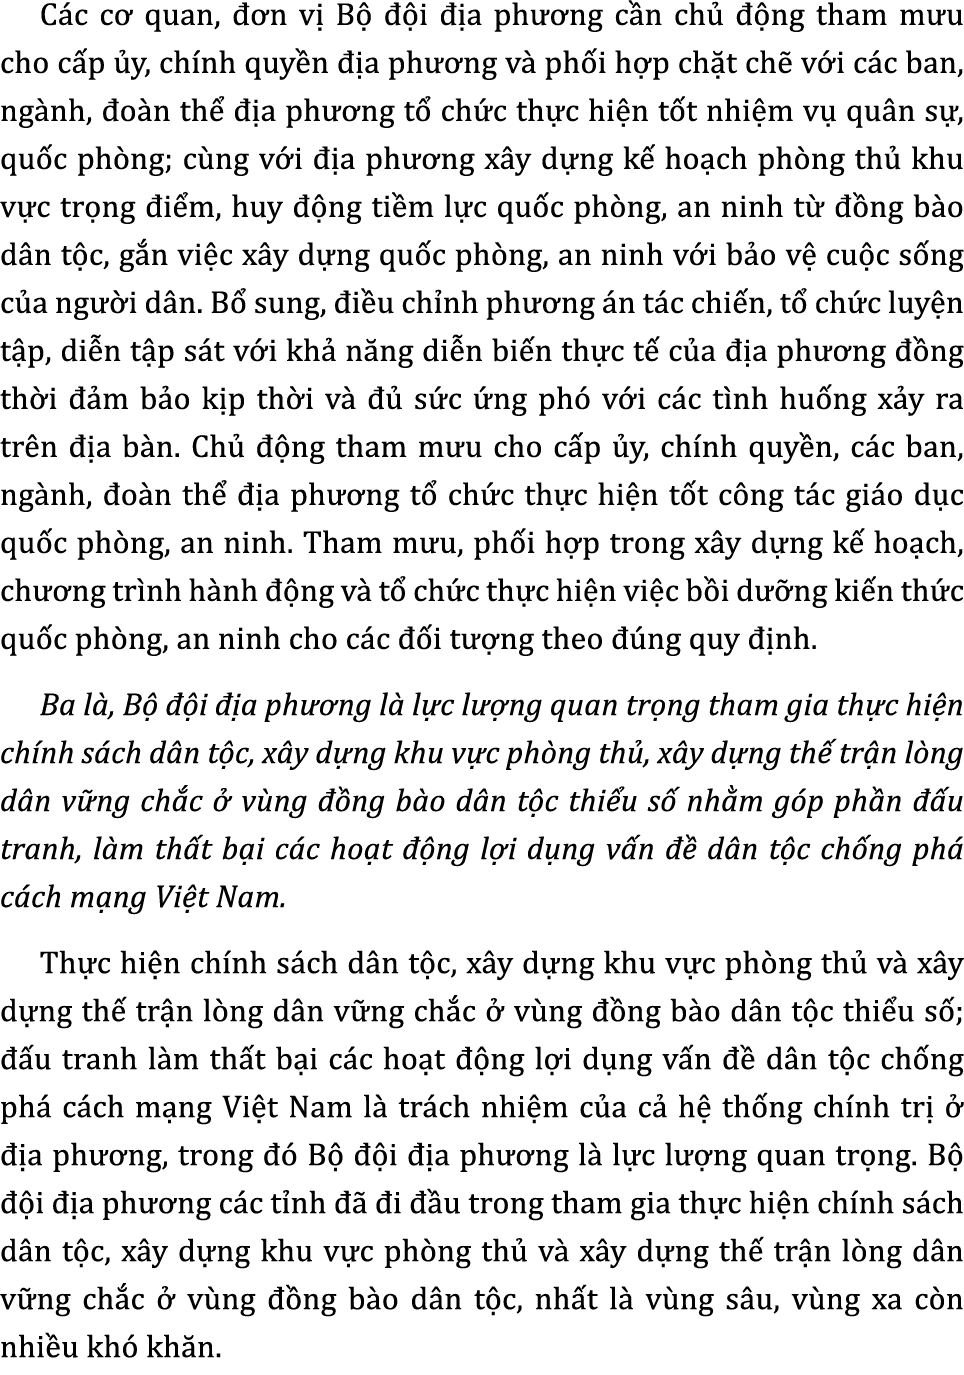 Các cơ quan, đơn vị Bộ đội địa phương cần chủ động tham mưu
cho cấp ủy, chính quyền địa phương và phối hợp chặt chẽ với các ban,
ngành, đoàn thể địa phương tổ chức thực hiện tốt nhiệm vụ quân sự,
quốc phòng; cùng với địa phương xây dựng kế hoạch phòng thủ khu
vực trọng điểm, huy động tiềm lực quốc phòng, an ninh từ đồng bào
dân tộc, gắn việc xây dựng quốc phòng, an ninh với bảo vệ cuộc sống
của người dân. Bổ sung, điều chỉnh phương án tác chiến, tổ chức luyện
tập, diễn tập sát với khả năng diễn biến thực tế của địa phương đồng
thời đảm bảo kịp thời và đủ sức ứng phó với các tình huống xảy ra
trên địa bàn. Chủ động tham mưu cho cấp ủy, chính quyền, các ban,
ngành, đoàn thể địa phương tổ chức thực hiện tốt công tác giáo dục
quốc phòng, an ninh. Tham mưu, phối hợp trong xây dựng kế hoạch,
chương trình hành động và tổ chức thực hiện việc bồi dưỡng kiến thức
quốc phòng, an ninh cho các đối tượng theo đúng quy định.
Ba là, Bộ đội địa phương là lực lượng quan trọng tham gia thực hiện
chính sách dân tộc, xây dựng khu vực phòng thủ, xây dựng thế trận lòng
dân vững chắc ở vùng đồng bào dân tộc thiểu số nhằm góp phần đấu
tranh, làm thất bại các hoạt động lợi dụng vấn đề dân tộc chống phá
cách mạng Việt Nam.
Thực hiện chính sách dân tộc, xây dựng khu vực phòng thủ và xây
dựng thế trận lòng dân vững chắc ở vùng đồng bào dân tộc thiểu số;
đấu tranh làm thất bại các hoạt động lợi dụng vấn đề dân tộc chống
phá cách mạng Việt Nam là trách nhiệm của cả hệ thống chính trị ở
địa phương, trong đó Bộ đội địa phương là lực lượng quan trọng. Bộ
đội địa phương các tỉnh đã đi đầu trong tham gia thực hiện chính sách
dân tộc, xây dựng khu vực phòng thủ và xây dựng thế trận lòng dân
vững chắc ở vùng đồng bào dân tộc, nhất là vùng sâu, vùng xa còn
nhiều khó khăn.